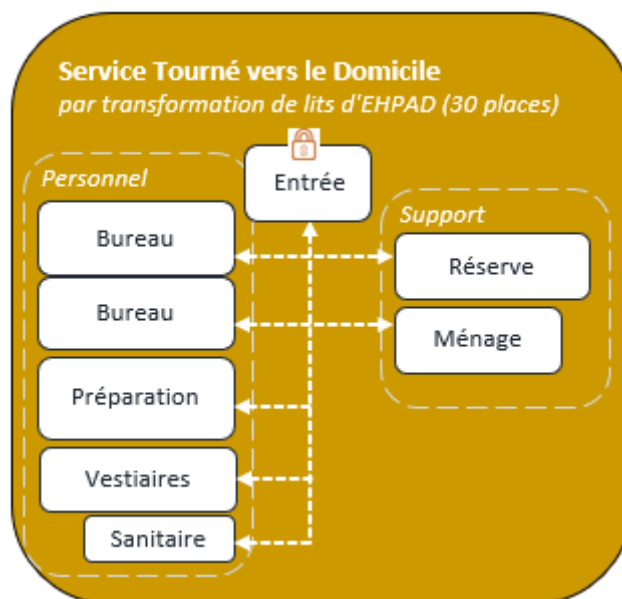 Service Tourné vers le Domicile
par transformation de lits d'EHPAD (30 places)
Entrée
Personnel
Bureau
Bureau
Préparation
Vestiaires
Sanitaire
Support
Réserve
Ménage